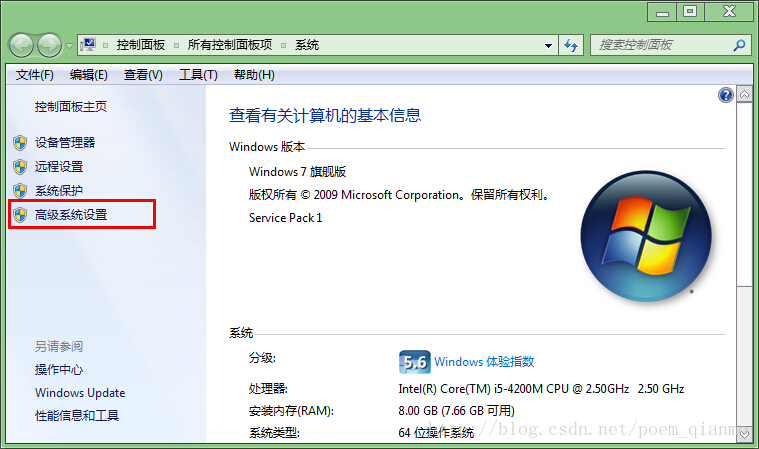 控制面板 所有控制面板项 系统 搜索控制面板
文件(F) 编辑(E) 查看(V) 工具(T) 帮助(H)
控制面板主页
设备管理器
远程设置
系统保护
高级系统设置
另请参阅
操作中心
Windows Update
性能信息和工具
查看有关计算机的基本信息
Windows 版本
Windows 7 旗舰版
版权所有 © 2009 Microsoft Corporation。保留所有权利。
Service Pack 1
系统
分级: 5.6 Windows 体验指数
处理器: Intel(R) Core(TM) i5-4200M CPU @ 2.50GHz 2.50 GHz
安装内存(RAM): 8.00 GB (7.66 GB 可用)
系统类型: 64 位操作系统
http://blog.csdn.net/poem_qianm